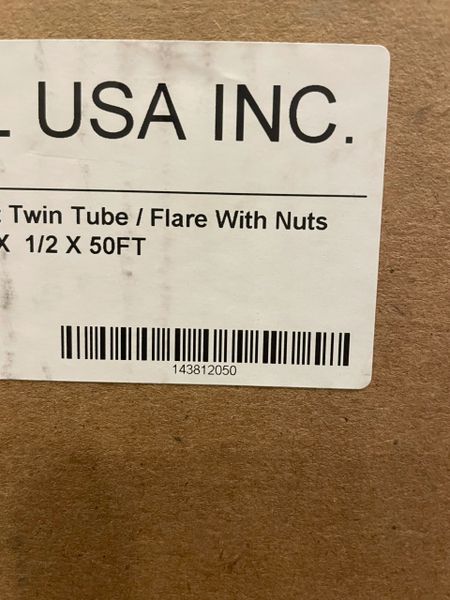 USA INC.
Twin Tube / Flare With Nuts
X 1/2 X 50FT
143812050